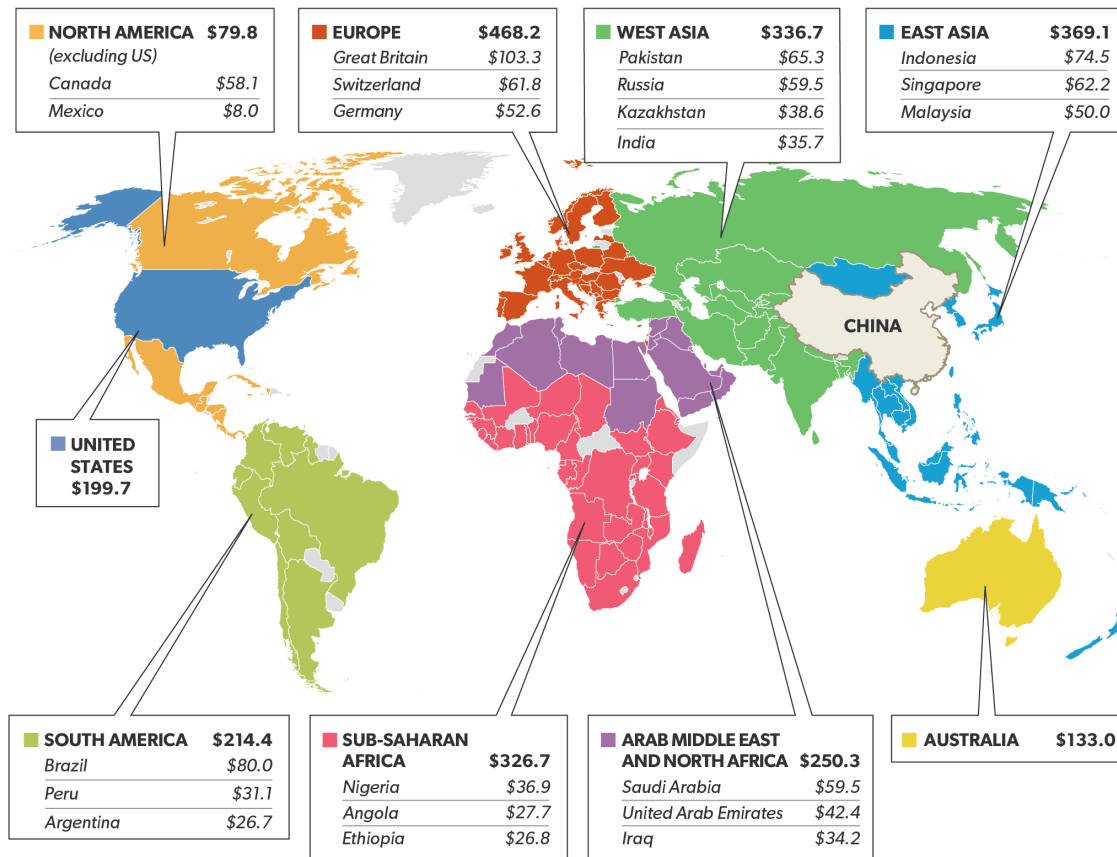 NORTH AMERICA $79.8
(excluding US)
Canada $58.1
Mexico $8.0
EUROPE $468.2
Great Britain $103.3
Switzerland $61.8
Germany $52.6
WEST ASIA $336.7
Pakistan $65.3
Russia $59.5
Kazakhstan $38.6
India $35.7
EAST ASIA $369.1
Indonesia $74.5
Singapore $62.2
Malaysia $50.0
CHINA
UNITED
STATES
$199.7
SOUTH AMERICA $214.4
Brazil $80.0
Peru $31.1
Argentina $26.7
SUB-SAHARAN
AFRICA $326.7
Nigeria $36.9
Angola $27.7
Ethiopia $26.8
ARAB MIDDLE EAST
AND NORTH AFRICA $250.3
Saudi Arabia $59.5
United Arab Emirates $42.4
Iraq $34.2
AUSTRALIA $133.0